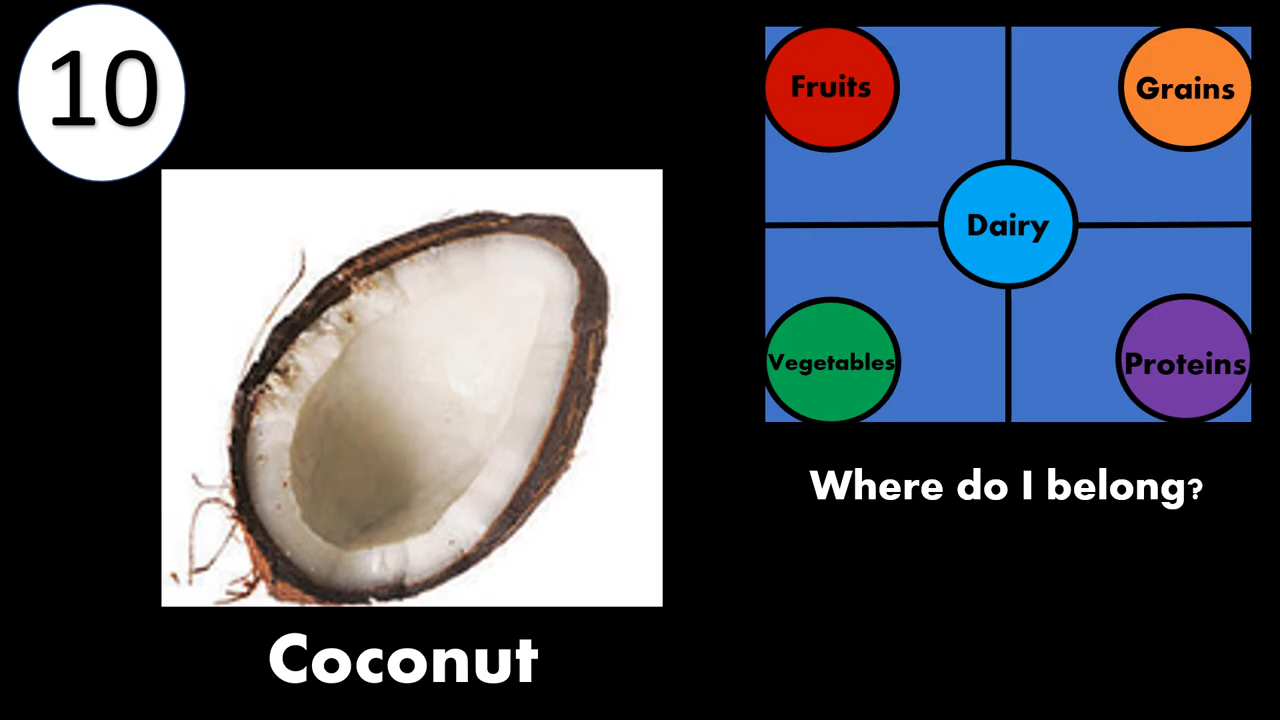 10
Fruits
Grains
Dairy
Vegetables
Proteins
Where do I belong?
Coconut